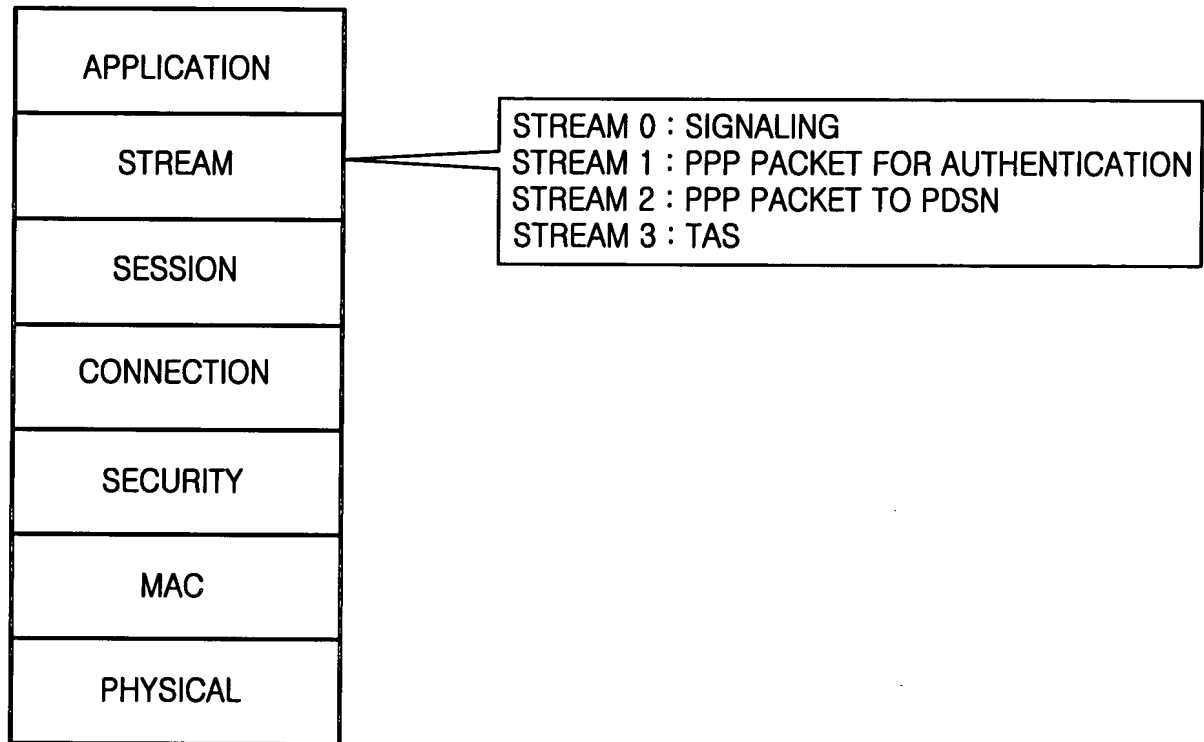 APPLICATION
STREAM
STREAM 0 : SIGNALING
STREAM 1 : PPP PACKET FOR AUTHENTICATION
STREAM 2 : PPP PACKET TO PDSN
STREAM 3 : TAS
SESSION
CONNECTION
SECURITY
MAC
PHYSICAL